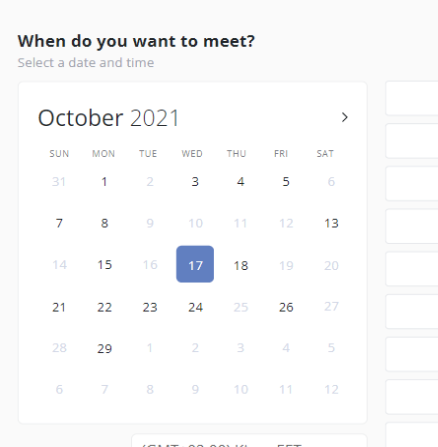 When do you want to meet?
Select a date and time
October 2021 >
SUN MON TUE WED THU FRI SAT
31 1 2 3 4 5 6
7 8 9 10 11 12 13
14 15 16 17 18 19 20
21 22 23 24 25 26 27
28 29 1 2 3 4 5
6 7 8 9 10 11 12